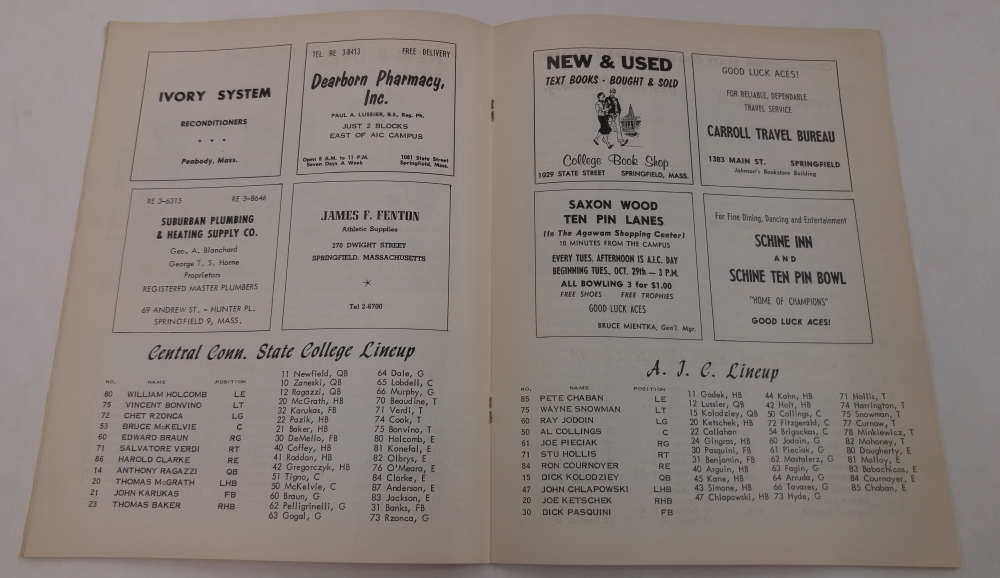 IVORY SYSTEM
RECONDITIONERS
Peabody, Mass.
TEL. RE 3-8413 FREE DELIVERY
Dearborn Pharmacy,
Inc.
PAUL A. LUSSIER, B.S., Reg. Ph.
JUST 2 BLOCKS
EAST OF AIC CAMPUS
Open 8 A.M. to 11 P.M. 1081 State Street
Seven Days A Week Springfield, Mass.
RE 3-6315 RE 3-8646
SUBURBAN PLUMBING
& HEATING SUPPLY CO.
Geo. A. Blanchard
George T. S. Horne
Proprietors
REGISTERED MASTER PLUMBERS
69 ANDREW ST. - HUNTER PL.
SPRINGFIELD 9, MASS.
JAMES F. FENTON
Athletic Supplies
270 DWIGHT STREET
SPRINGFIELD, MASSACHUSETTS
Tel 2-6700
Central Conn. State College Lineup
NO. NAME POSITION
80 WILLIAM HOLCOMB LE
75 VINCENT BONVINO LT
72 CHET RZONCA LG
53 BRUCE McKELVIE C
60 EDWARD BRAUN RG
71 SALVATORE VERDI RT
86 HAROLD CLARKE RE
14 ANTHONY RAGAZZI QB
20 THOMAS McGRATH LHB
21 JOHN KARUKAS FB
23 THOMAS BAKER RHB
11 Newfield, QB
10 Zaneski, QB
12 Ragazzi, QB
20 McGrath, HB
32 Karukas, FB
22 Pazik, HB
21 Baker, HB
30 DeMello, FB
40 Coffey, HB
41 Raddon, HB
42 Gregorczyk, HB
51 Tigno, C
50 McKelvie, C
60 Braun, G
62 Pelligrinelli, G
63 Gogal, G
64 Dale, G
65 Lobdell, C
66 Murphy, G
70 Beaudine, T
71 Verdi, T
74 Cook, T
75 Bonvino, T
80 Holcomb, E
81 Konefal, E
82 Olbrys, E
76 O'Meara, E
84 Clarke, E
87 Anderson, E
83 Jackson, E
31 Banks, FB
73 Rzonca, G
NEW & USED
TEXT BOOKS - BOUGHT & SOLD
College Book Shop
1029 STATE STREET SPRINGFIELD, MASS.
GOOD LUCK ACES!
FOR RELIABLE, DEPENDABLE
TRAVEL SERVICE
CARROLL TRAVEL BUREAU
1383 MAIN ST. SPRINGFIELD
Johnson's Bookstore Building
SAXON WOOD
TEN PIN LANES
(In The Agawam Shopping Center)
10 MINUTES FROM THE CAMPUS
EVERY TUES. AFTERNOON IS A.I.C. DAY
BEGINNING TUES., OCT. 29th — 3 P.M.
ALL BOWLING 3 for $1.00
FREE SHOES FREE TROPHIES
GOOD LUCK ACES
BRUCE MIENTKA, Gen'l. Mgr.
For Fine Dining, Dancing and Entertainment
SCHINE INN
AND
SCHINE TEN PIN BOWL
"HOME OF CHAMPIONS"
GOOD LUCK ACES!
A. I. C. Lineup
NO. NAME POSITION
85 PETE CHABAN LE
75 WAYNE SNOWMAN LT
60 RAY JODOIN LG
50 AL COLLINGS C
61 JOE PIECIAK RG
71 STU HOLLIS RT
84 RON COURNOYER RE
15 DICK KOLODZIEY QB
47 JOHN CHLAPOWSKI LHB
20 JOE KETSCHEK RHB
30 DICK PASQUINI FB
11 Godek, HB
12 Lussier, QB
15 Kolodziey, QB
20 Ketschek, HB
22 Callahan
24 Gingras, HB
30 Pasquini, FB
31 Benjamin, FB
40 Asquin, HB
45 Kane, HB
43 Simone, HB
47 Chlapowski, HB
44 Kohn, HB
42 Holt, HB
50 Collings, C
72 Fitzgerald, C
54 Brigokas, C
60 Jodoin, G
61 Pieciak, G
62 Mastalerz, G
63 Fagin, G
64 Arruda, G
66 Tavares, G
73 Hyde, G
71 Hollis, T
74 Harrington, T
75 Snowman, T
77 Curnow, T
78 Minkiewicz, T
82 Mahoney, T
80 Dougherty, E
81 Molloy, E
83 Babachicos, E
84 Cournoyer, E
85 Chaban, E